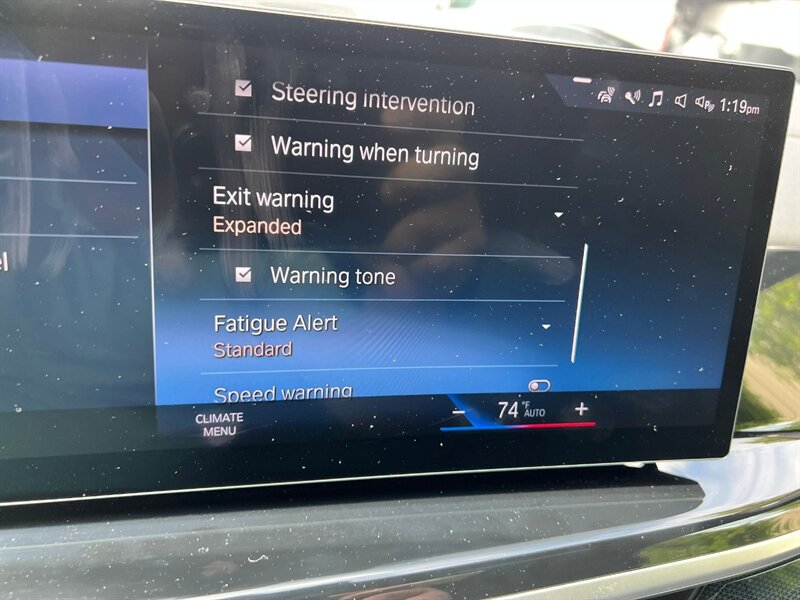 1:19pm
Steering intervention
Warning when turning
Exit warning
Expanded
Warning tone
Fatigue Alert
Standard
Speed warning
CLIMATE
MENU
− 74 °F AUTO +